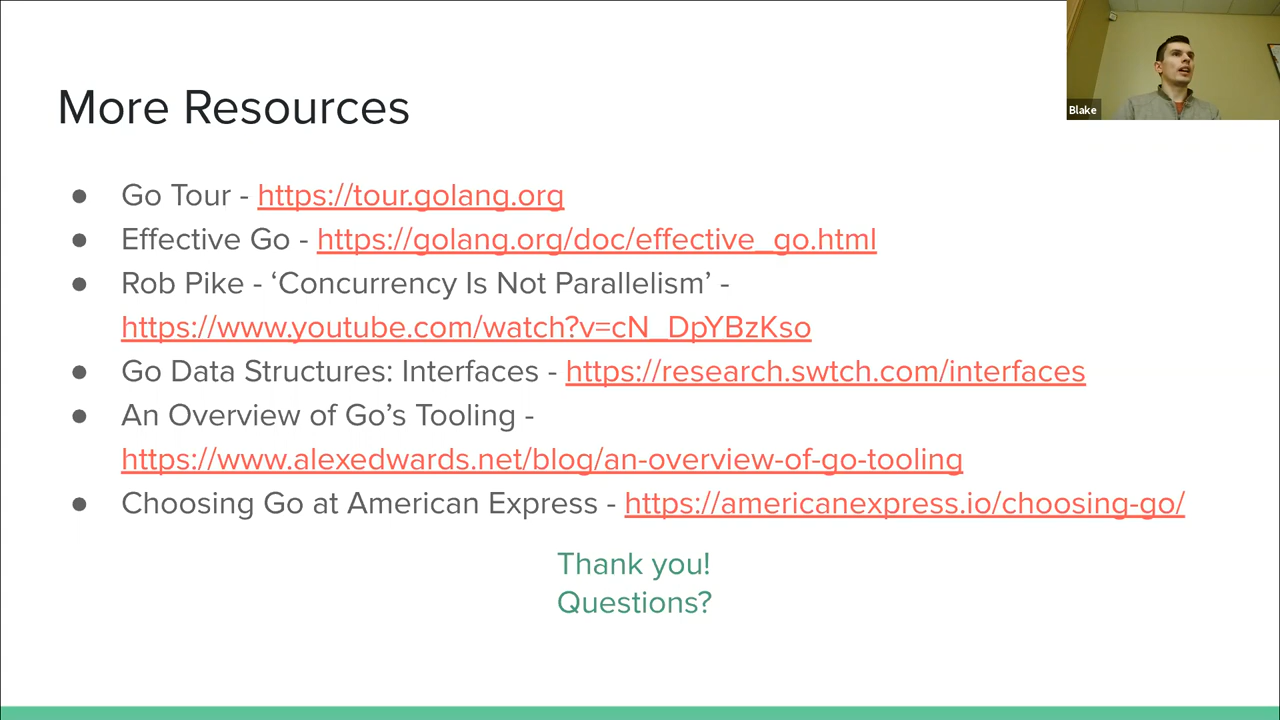 More Resources
Blake
● Go Tour - https://tour.golang.org
● Effective Go - https://golang.org/doc/effective_go.html
● Rob Pike - ‘Concurrency Is Not Parallelism’ -
https://www.youtube.com/watch?v=cN_DpYBzKso
● Go Data Structures: Interfaces - https://research.swtch.com/interfaces
● An Overview of Go’s Tooling -
https://www.alexedwards.net/blog/an-overview-of-go-tooling
● Choosing Go at American Express - https://americanexpress.io/choosing-go/
Thank you!
Questions?